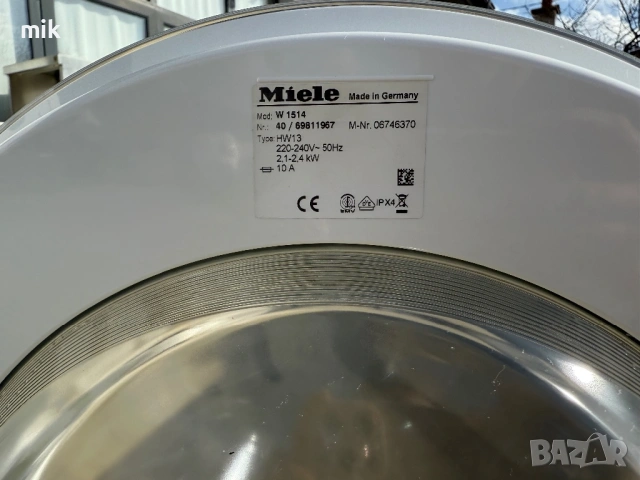 mik
Miele Made in Germany
Mod: W 1514
Nr.: 40 / 69811967 M-Nr. 06746370
Type: HW13
220-240V~ 50Hz
2,1-2,4 kW
10 A
CE IPX4
BAZAR